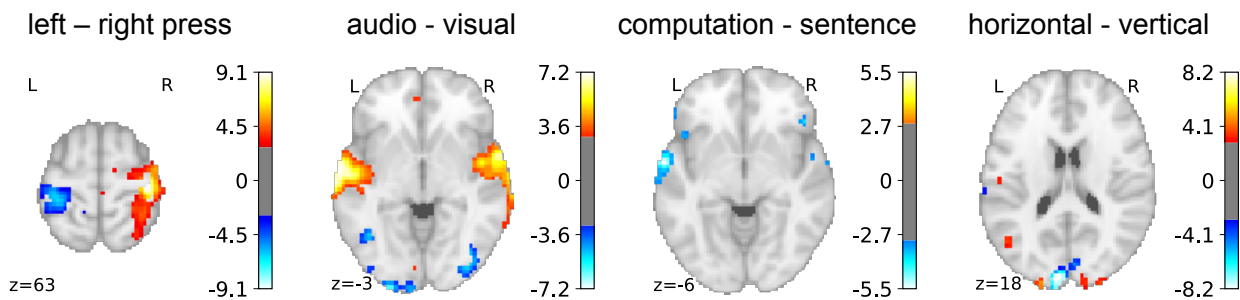 left – right press
audio - visual
computation - sentence
horizontal - vertical
L
R
9.1
4.5
0
-4.5
-9.1
z=63
L
R
7.2
3.6
0
-3.6
-7.2
z=-3
L
R
5.5
2.7
0
-2.7
-5.5
z=-6
L
R
8.2
4.1
0
-4.1
-8.2
z=18